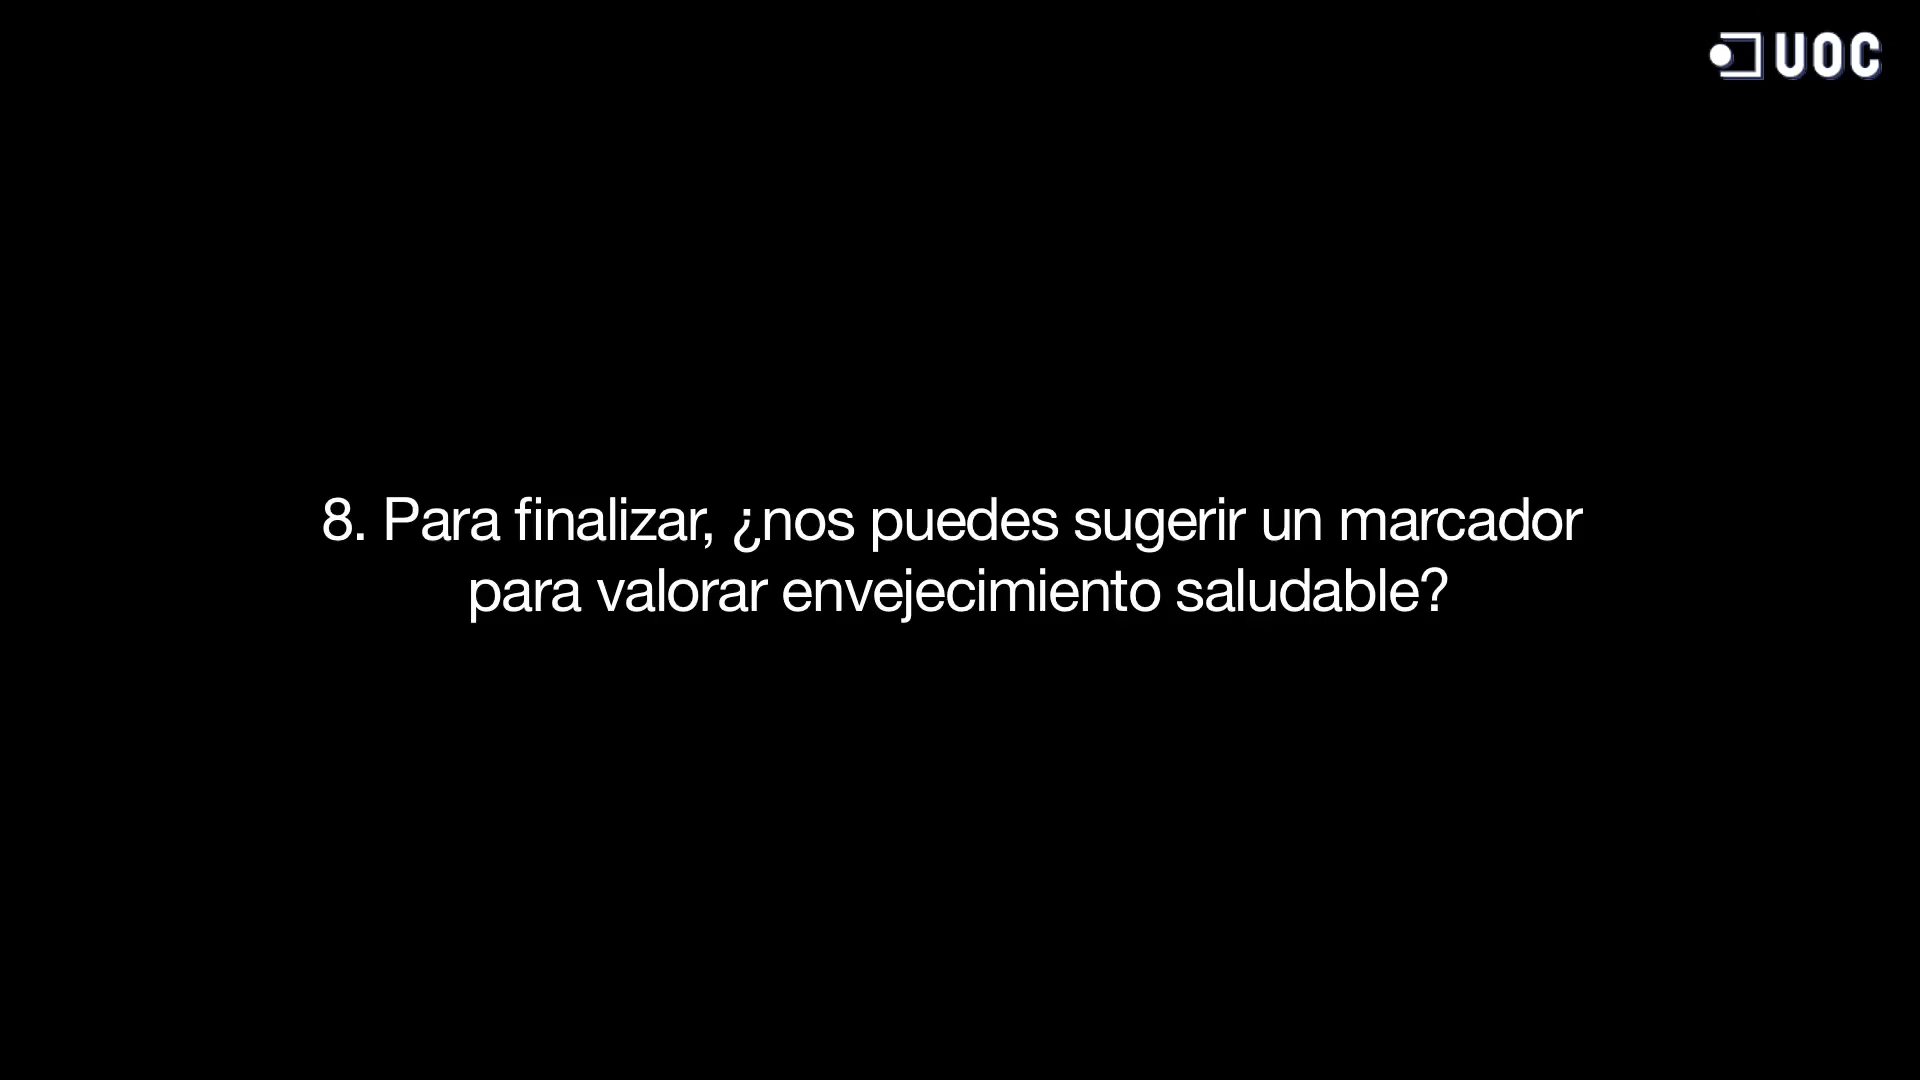 UOC
8. Para finalizar, ¿nos puedes sugerir un marcador
para valorar envejecimiento saludable?